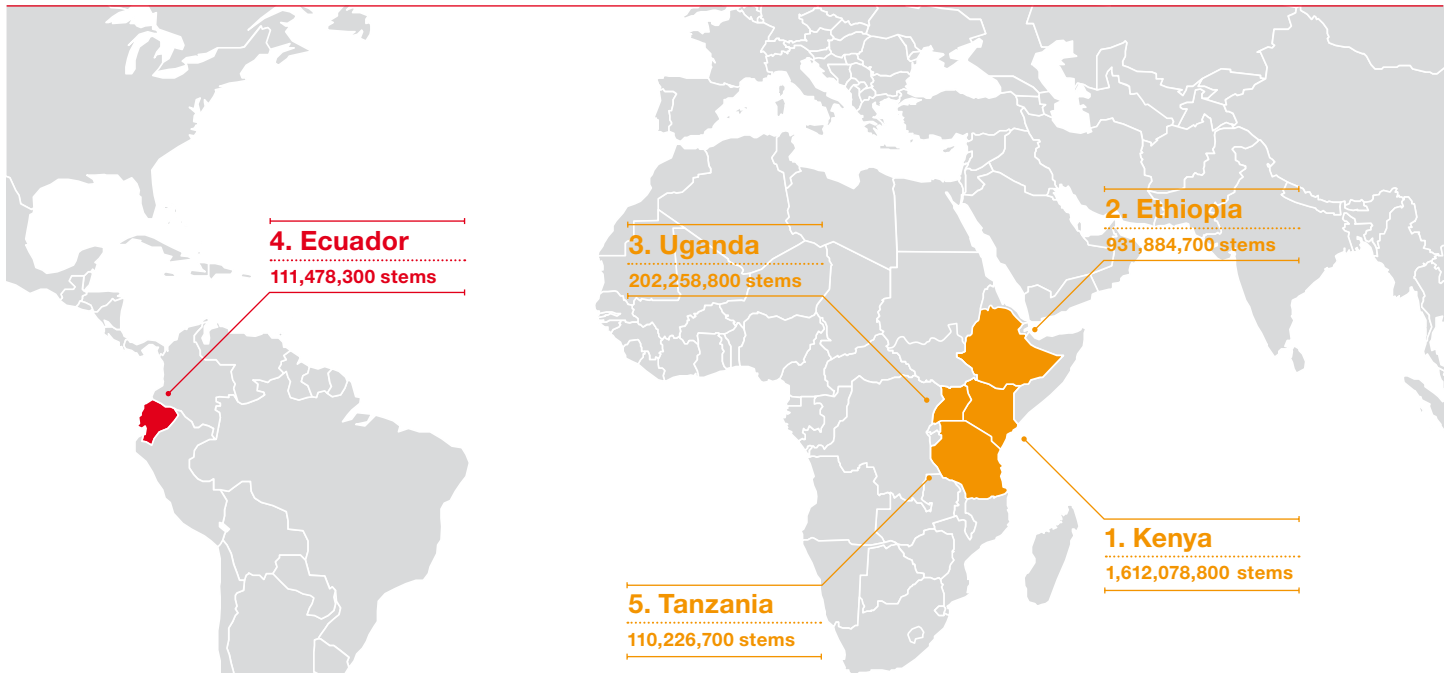 4. Ecuador
111,478,300 stems
3. Uganda
202,258,800 stems
2. Ethiopia
931,884,700 stems
1. Kenya
1,612,078,800 stems
5. Tanzania
110,226,700 stems